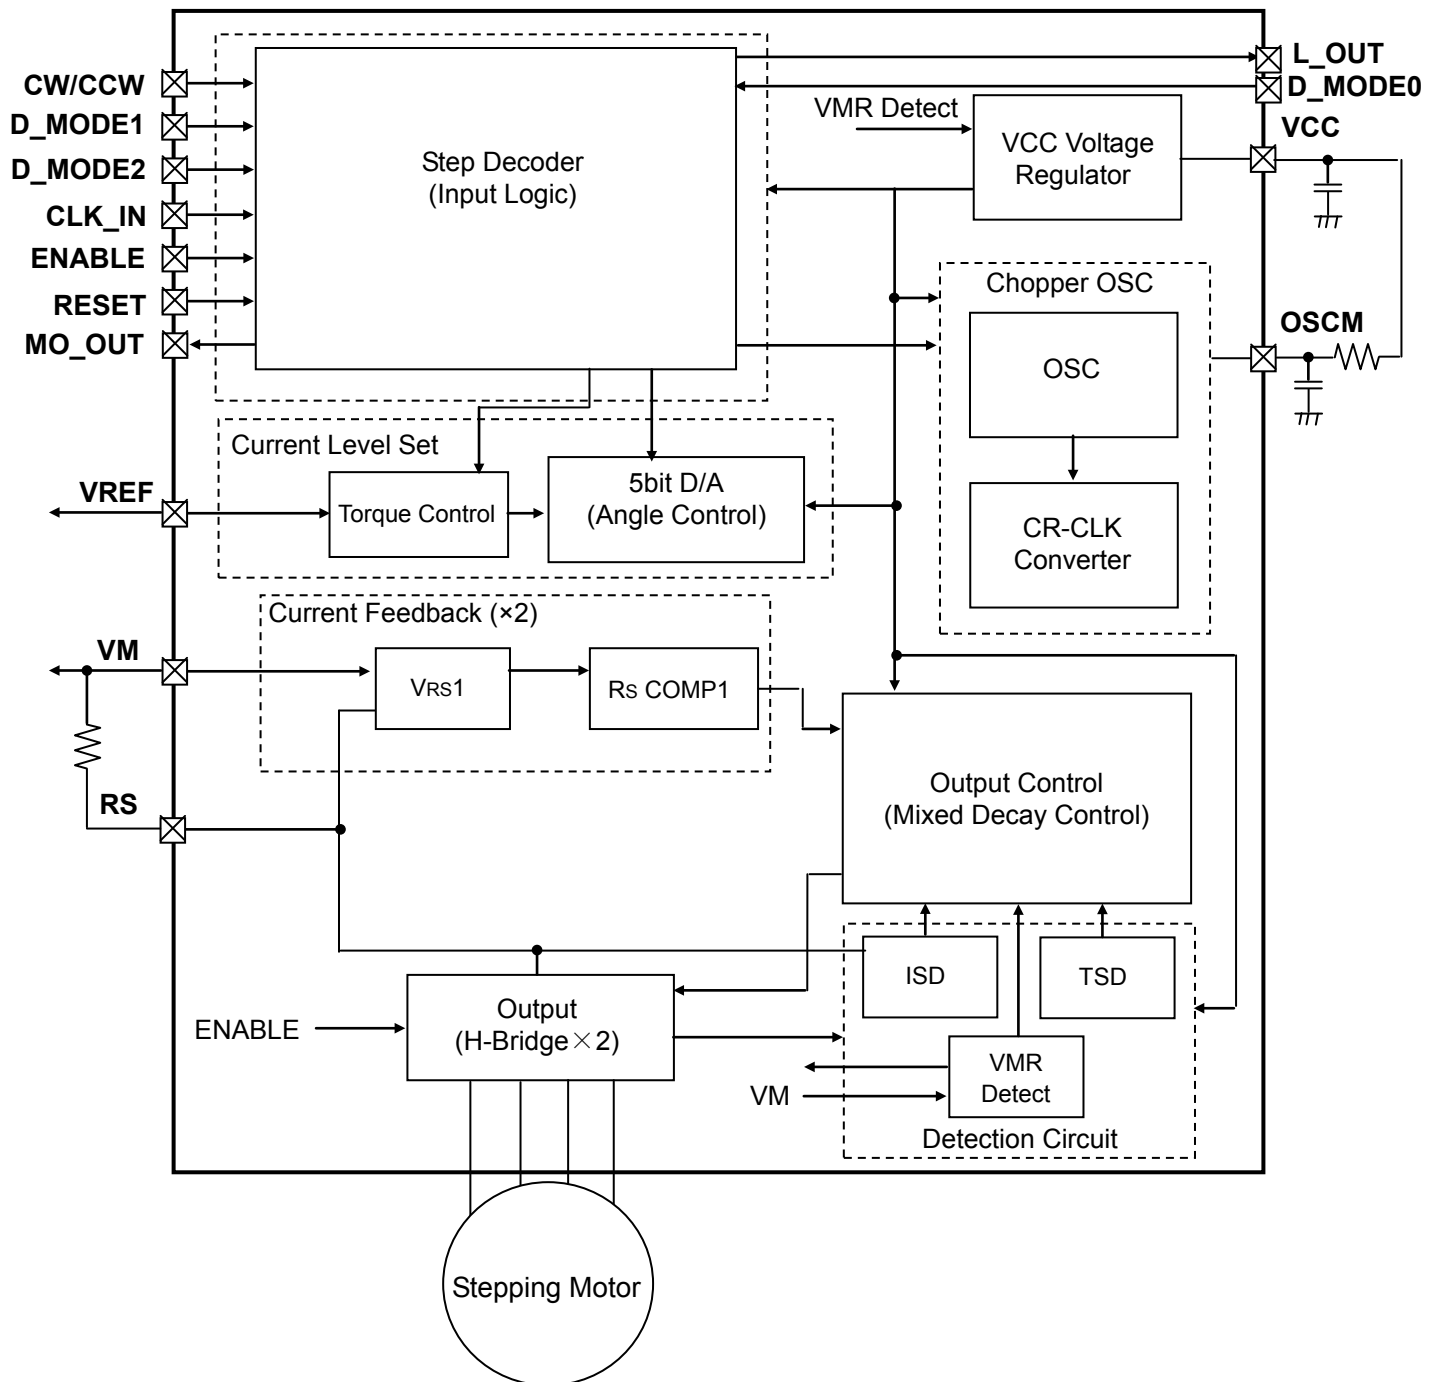 CW/CCW
D_MODE1
D_MODE2
CLK_IN
ENABLE
RESET
MO_OUT
Step Decoder
(Input Logic)
L_OUT
D_MODE0
VMR Detect
VCC Voltage
Regulator
VCC
Chopper OSC
OSC
CR-CLK
Converter
OSCM
Current Level Set
VREF
Torque Control
5bit D/A
(Angle Control)
Current Feedback (×2)
VM
VRS1
RS COMP1
RS
Output Control
(Mixed Decay Control)
ISD
TSD
ENABLE
Output
(H-Bridge×2)
VM
VMR
Detect
Detection Circuit
Stepping Motor